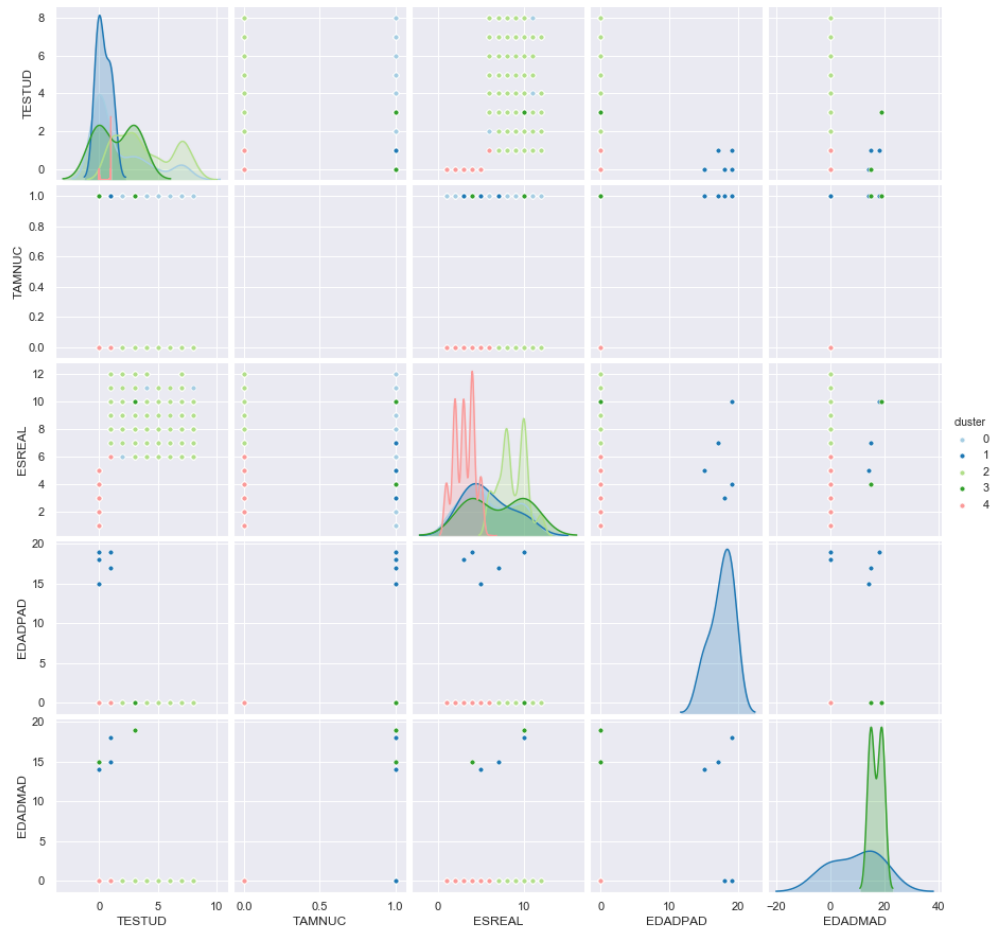 8
6
4
2
0
TESTUD
1.0
0.8
0.6
0.4
0.2
0.0
TAMNUC
12
10
8
6
4
2
ESREAL
20
15
10
5
0
EDADPAD
20
15
10
5
0
EDADMAD
0 5 10
TESTUD
0.0 0.5 1.0
TAMNUC
0 10
ESREAL
0 10 20
EDADPAD
−20 0 20 40
EDADMAD
cluster
0
1
2
3
4